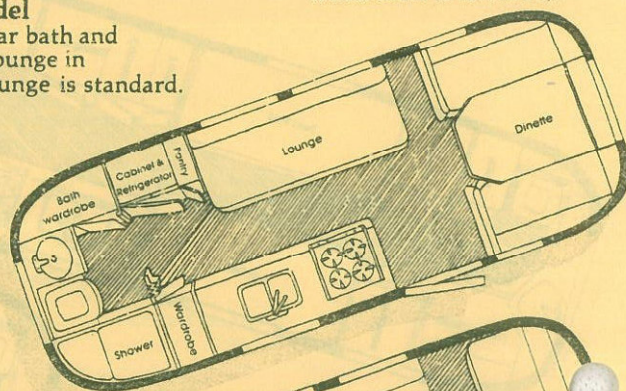 del
ar bath and
ounge in
unge is standard.
Lounge
Dinette
Cabinet &
Refrigerator
Pantry
Bath
wardrobe
Shower
Wardrobe